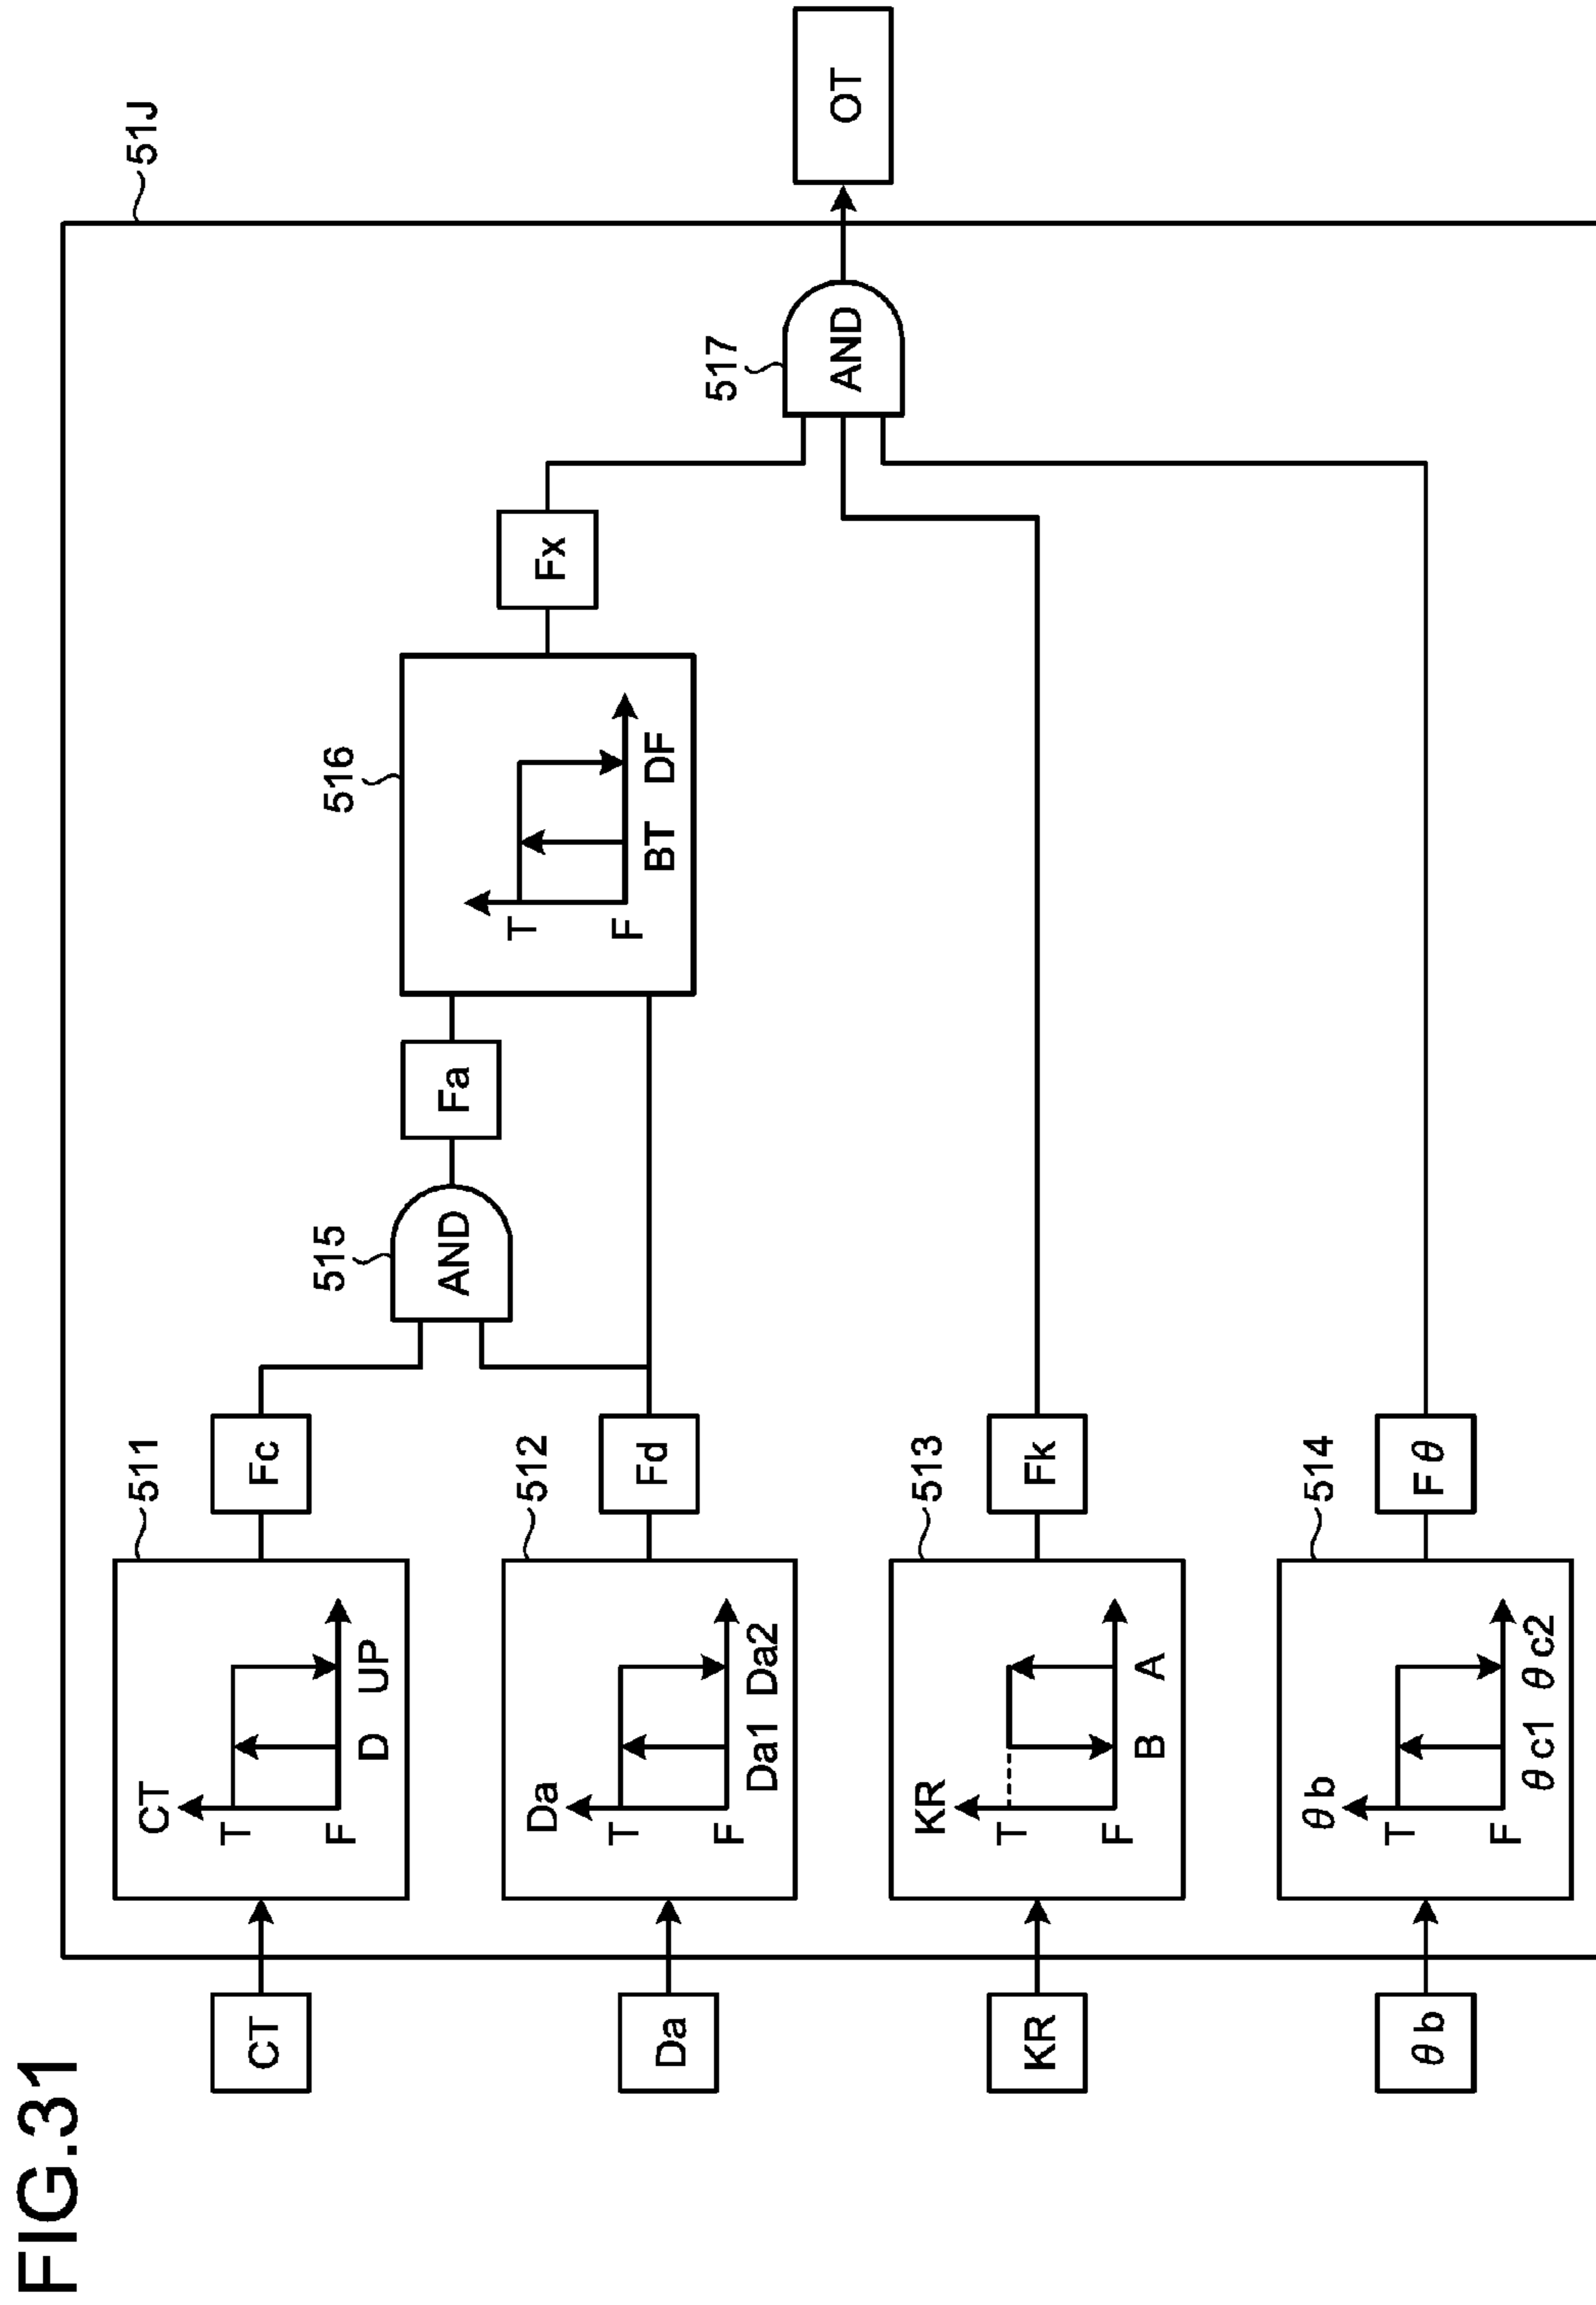 FIG.31
51J
CT
511
CT
T
F
D UP
Fc
Da
512
Da
T
F
Da1 Da2
Fd
515
AND
Fa
516
T
F
BT DF
Fx
KR
513
KR
T
F
B A
Fk
θb
514
θb
T
F
θc1 θc2
Fθ
517
AND
OT